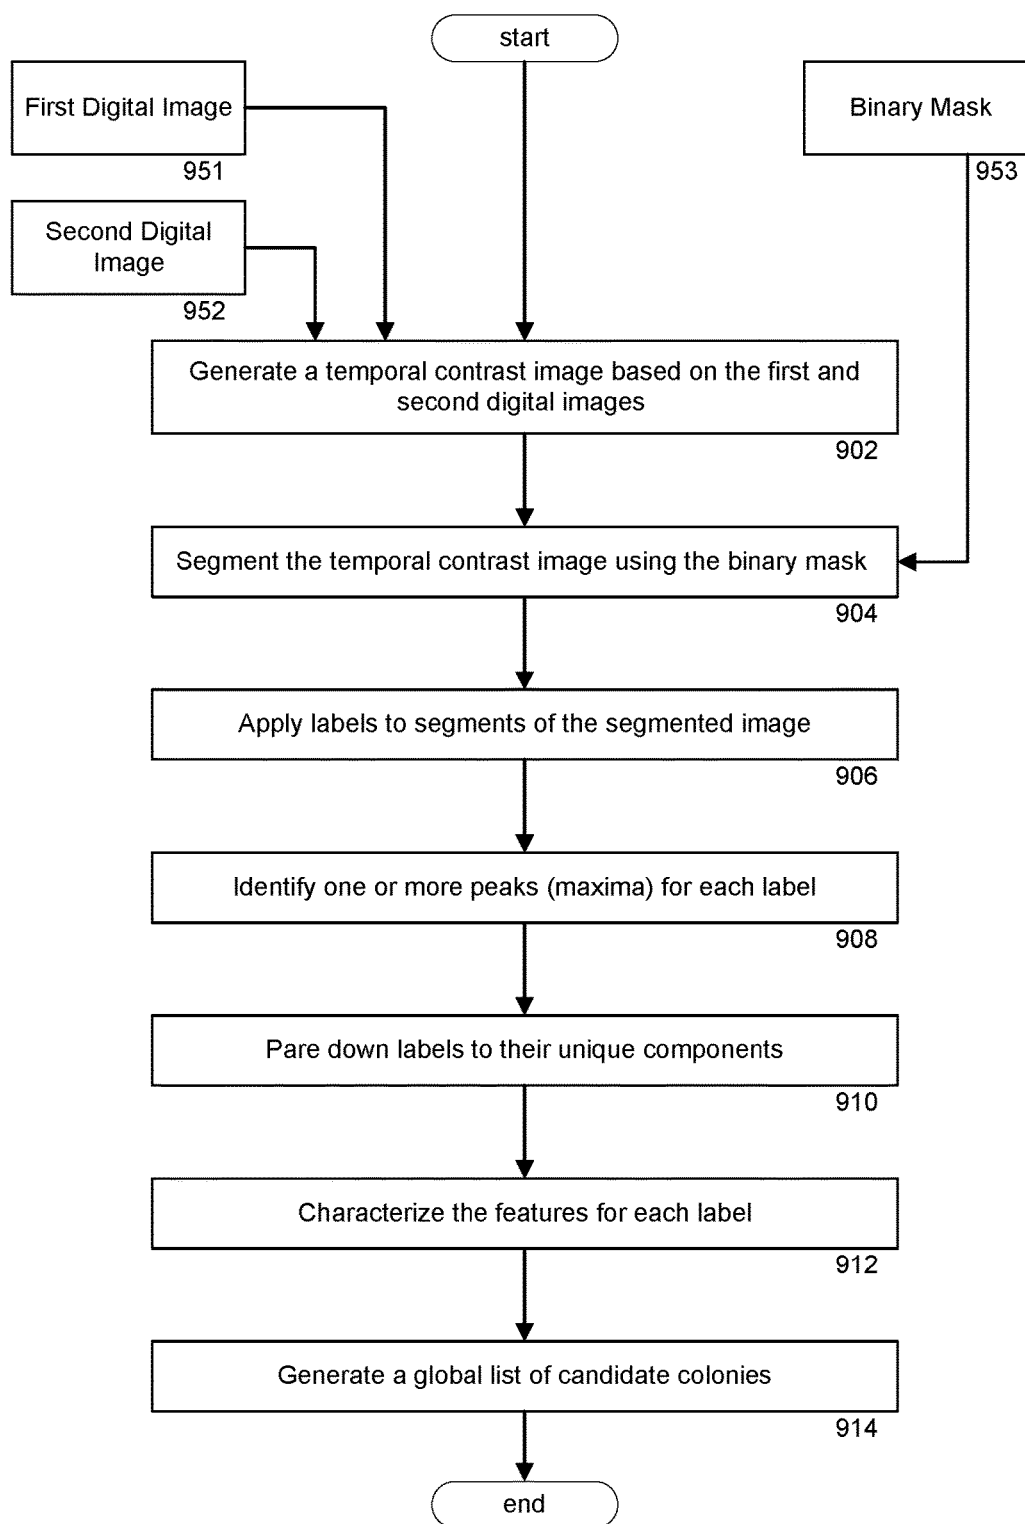 start
First Digital Image
951
Binary Mask
953
Second Digital
Image
952
Generate a temporal contrast image based on the first and
second digital images
902
Segment the temporal contrast image using the binary mask
904
Apply labels to segments of the segmented image
906
Identify one or more peaks (maxima) for each label
908
Pare down labels to their unique components
910
Characterize the features for each label
912
Generate a global list of candidate colonies
914
end